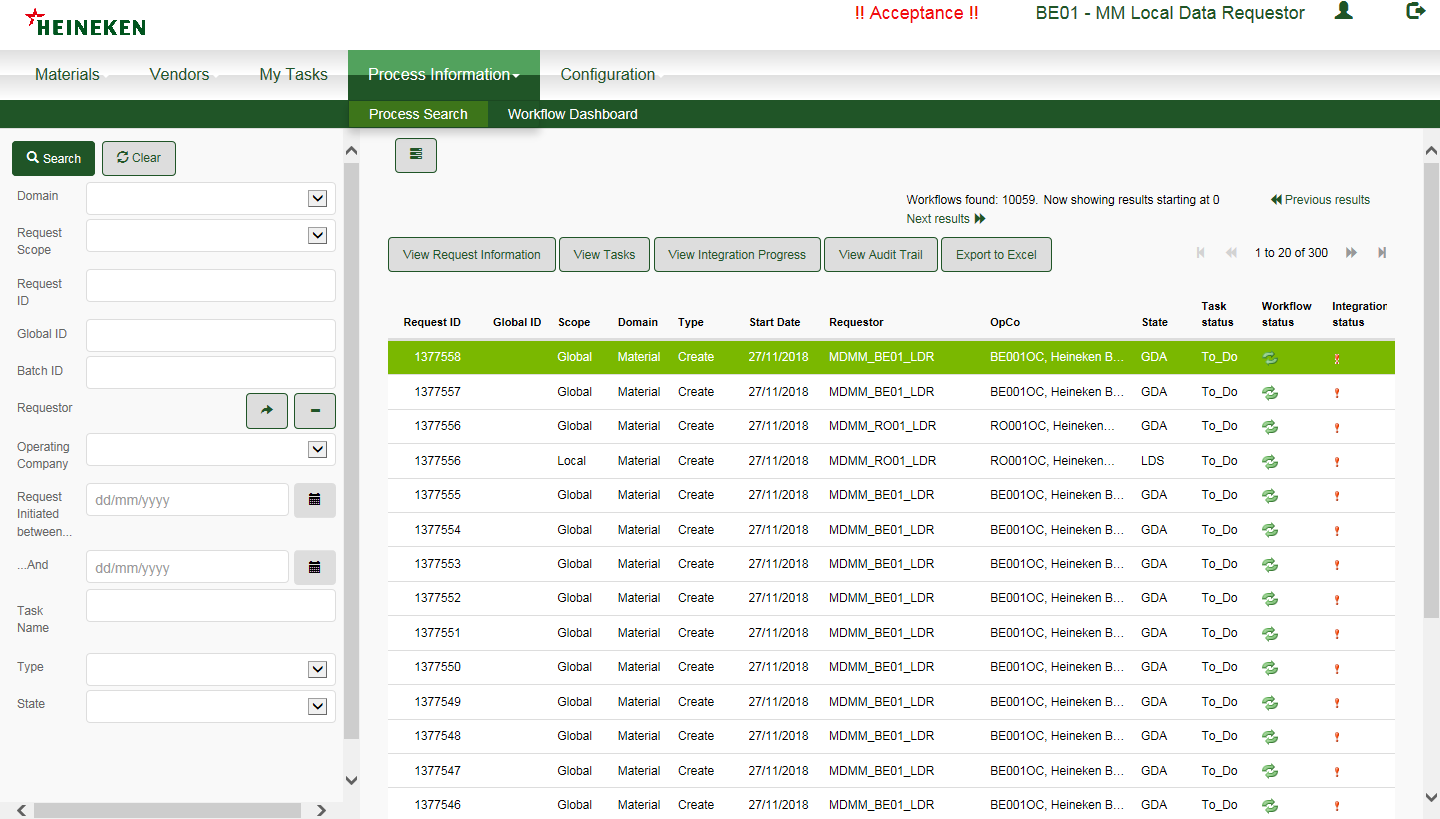 HEINEKEN
!! Acceptance !!
BE01 - MM Local Data Requestor
Materials
Vendors
My Tasks
Process Information
Configuration
Process Search
Workflow Dashboard
Search
Clear
Domain
Request
Scope
Request
ID
Global ID
Batch ID
Requestor
Operating
Company
Request
Initiated
between...
dd/mm/yyyy
...And
dd/mm/yyyy
Task
Name
Type
State
Workflows found: 10059. Now showing results starting at 0
Previous results
Next results
View Request Information
View Tasks
View Integration Progress
View Audit Trail
Export to Excel
1 to 20 of 300
Request ID Global ID Scope Domain Type Start Date Requestor OpCo State Task status Workflow status Integration status
1377558 Global Material Create 27/11/2018 MDMM_BE01_LDR BE001OC, Heineken B... GDA To_Do
1377557 Global Material Create 27/11/2018 MDMM_BE01_LDR BE001OC, Heineken B... GDA To_Do
1377556 Global Material Create 27/11/2018 MDMM_RO01_LDR RO001OC, Heineken... GDA To_Do
1377556 Local Material Create 27/11/2018 MDMM_RO01_LDR RO001OC, Heineken... LDS To_Do
1377555 Global Material Create 27/11/2018 MDMM_BE01_LDR BE001OC, Heineken B... GDA To_Do
1377554 Global Material Create 27/11/2018 MDMM_BE01_LDR BE001OC, Heineken B... GDA To_Do
1377553 Global Material Create 27/11/2018 MDMM_BE01_LDR BE001OC, Heineken B... GDA To_Do
1377552 Global Material Create 27/11/2018 MDMM_BE01_LDR BE001OC, Heineken B... GDA To_Do
1377551 Global Material Create 27/11/2018 MDMM_BE01_LDR BE001OC, Heineken B... GDA To_Do
1377550 Global Material Create 27/11/2018 MDMM_BE01_LDR BE001OC, Heineken B... GDA To_Do
1377549 Global Material Create 27/11/2018 MDMM_BE01_LDR BE001OC, Heineken B... GDA To_Do
1377548 Global Material Create 27/11/2018 MDMM_BE01_LDR BE001OC, Heineken B... GDA To_Do
1377547 Global Material Create 27/11/2018 MDMM_BE01_LDR BE001OC, Heineken B... GDA To_Do
1377546 Global Material Create 27/11/2018 MDMM_BE01_LDR BE001OC, Heineken B... GDA To_Do